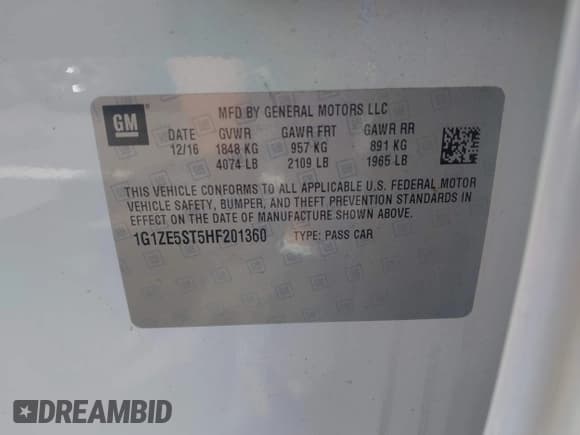 GM
MFD BY GENERAL MOTORS LLC
DATE GVWR GAWR FRT GAWR RR
12/16 1848 KG 957 KG 891 KG
4074 LB 2109 LB 1965 LB
THIS VEHICLE CONFORMS TO ALL APPLICABLE U.S. FEDERAL MOTOR
VEHICLE SAFETY, BUMPER, AND THEFT PREVENTION STANDARDS IN
EFFECT ON THE DATE OF MANUFACTURE SHOWN ABOVE.
1G1ZE5ST5HF201360 TYPE: PASS CAR
DREAMBID